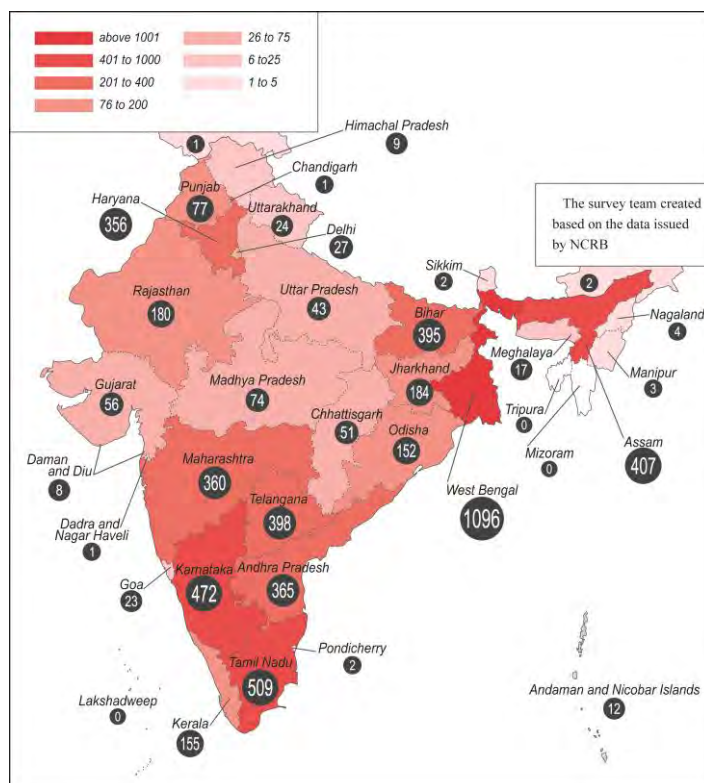 above 1001
401 to 1000
201 to 400
76 to 200
26 to 75
6 to25
1 to 5
1
Himachal Pradesh
9
Chandigarh
1
Punjab
77
Haryana
356
Uttarakhand
24
Delhi
27
The survey team created
based on the data issued
by NCRB
Sikkim
2
2
Rajasthan
180
Uttar Pradesh
43
Bihar
395
Nagaland
4
Meghalaya
17
Manipur
3
Jharkhand
184
Tripura
0
Gujarat
56
Madhya Pradesh
74
Chhattisgarh
51
Odisha
152
Mizoram
0
Assam
407
Daman
and Diu
8
Maharashtra
360
West Bengal
1096
Telangana
398
Dadra and
Nagar Haveli
1
Goa
23
Karnataka
472
Andhra Pradesh
365
Pondicherry
2
Tamil Nadu
509
Lakshadweep
0
Kerala
155
Andaman and Nicobar Islands
12